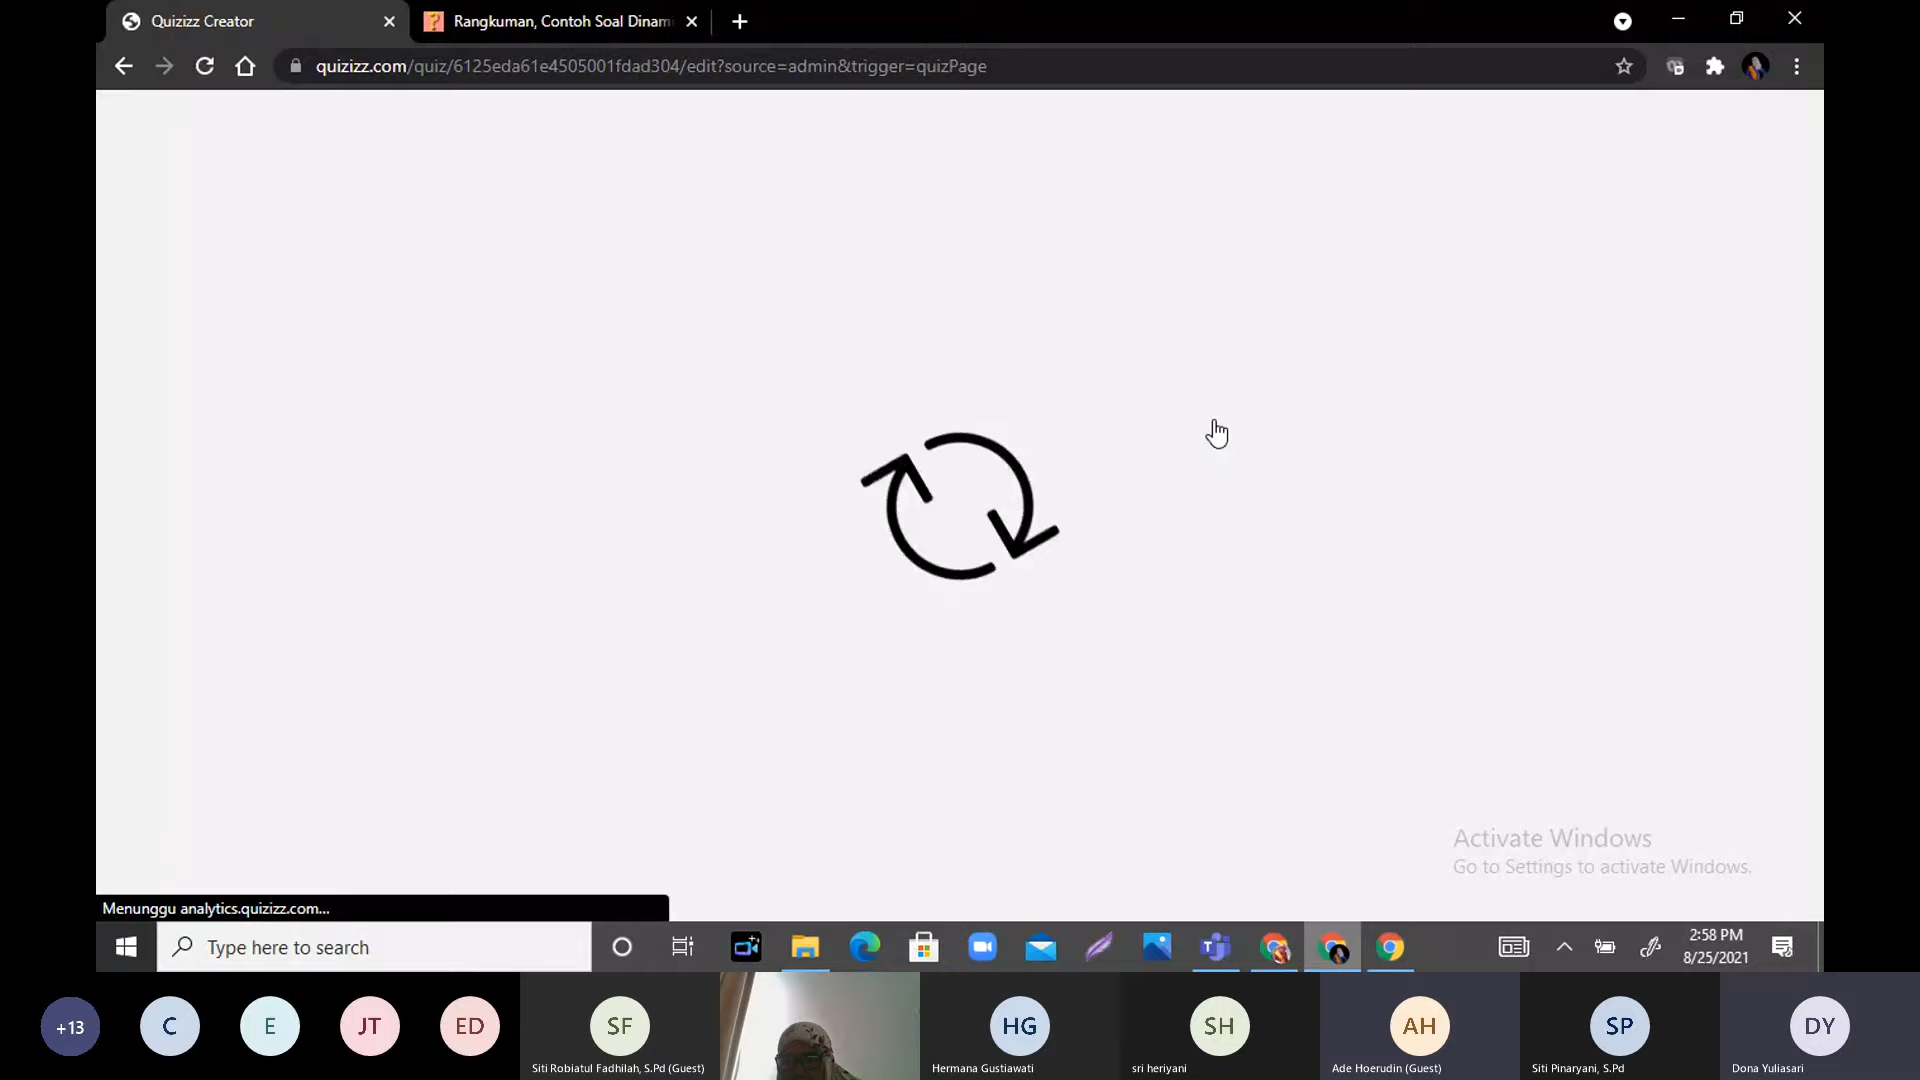 Quizizz Creator
Rangkuman, Contoh Soal Dinam
quizizz.com/quiz/6125eda61e4505001fdad304/edit?source=admin&trigger=quizPage
Activate Windows
Go to Settings to activate Windows.
Menunggu analytics.quizizz.com...
Type here to search
2:58 PM
8/25/2021
+13
C
E
JT
ED
SF
HG
SH
AH
SP
DY
Siti Robiatul Fadhilah, S.Pd (Guest)
Hermana Gustiawati
sri heriyani
Ade Hoerudin (Guest)
Siti Pinaryani, S.Pd
Dona Yuliasari